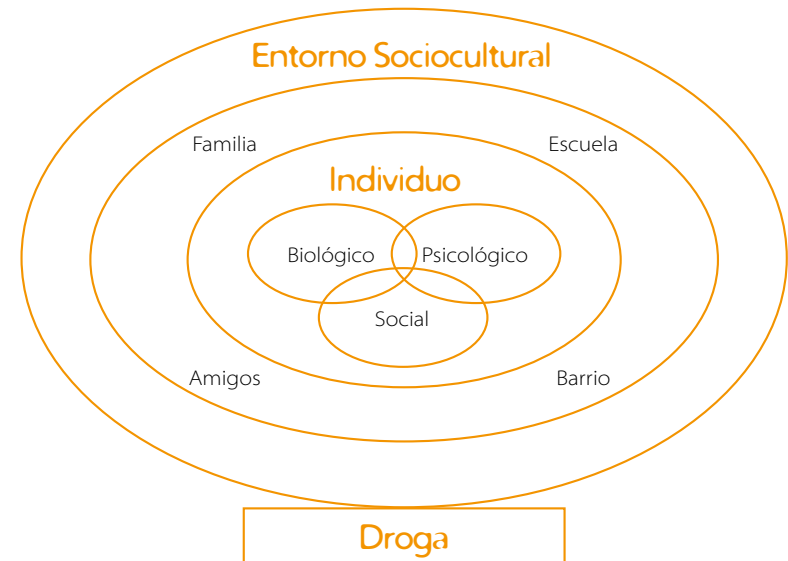 Entorno Sociocultural
Familia
Escuela
Individuo
Biológico
Psicológico
Social
Amigos
Barrio
Droga